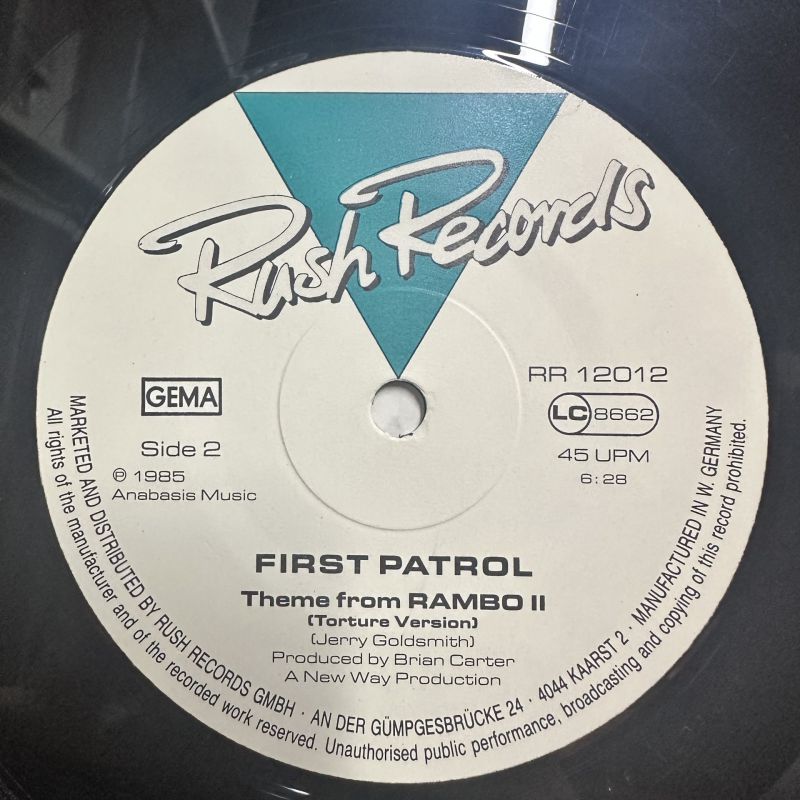 Rush Records
GEMA
Side 2
℗ 1985
Anabasis Music
RR 12012
LC 8662
45 UPM
6:28
FIRST PATROL
Theme from RAMBO II
(Torture Version)
(Jerry Goldsmith)
Produced by Brian Carter
A New Way Production
MARKETED AND DISTRIBUTED BY RUSH RECORDS GMBH · AN DER GÜMPGESBRÜCKE 24 · 4044 KAARST 2 · MANUFACTURED IN W. GERMANY
All rights of the manufacturer and of the recorded work reserved. Unauthorised public performance, broadcasting and copying of this record prohibited.